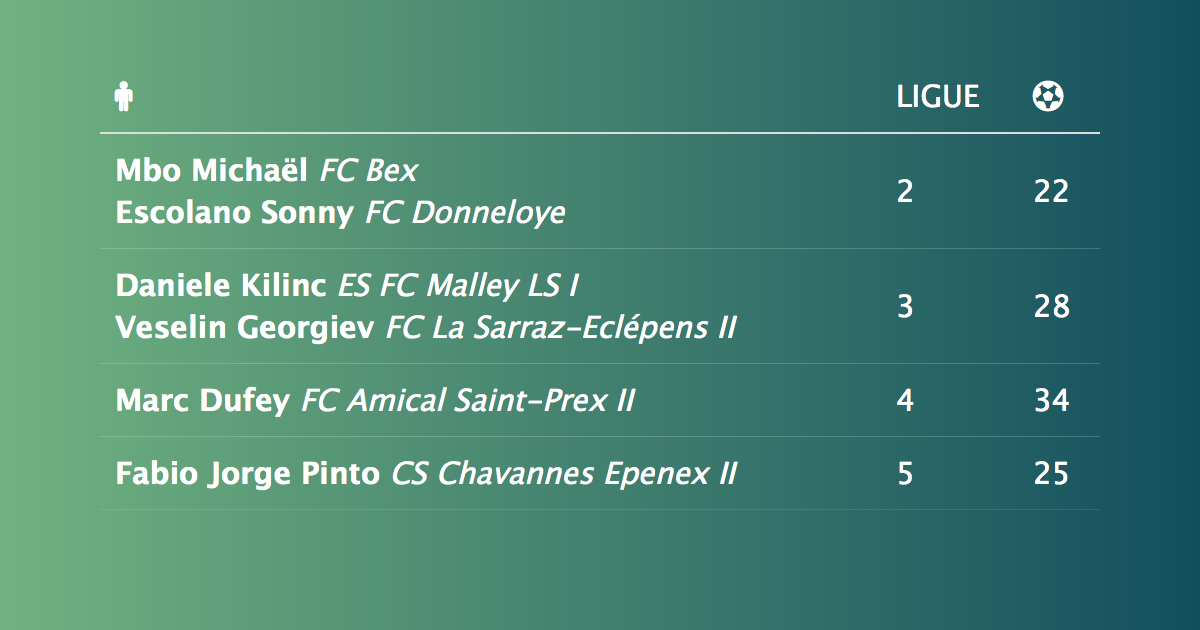 LIGUE
Mbo Michaël FC Bex
Escolano Sonny FC Donneloye
2 22
Daniele Kilinc ES FC Malley LS I
Veselin Georgiev FC La Sarraz-Eclépens II
3 28
Marc Dufey FC Amical Saint-Prex II 4 34
Fabio Jorge Pinto CS Chavannes Epenex II 5 25